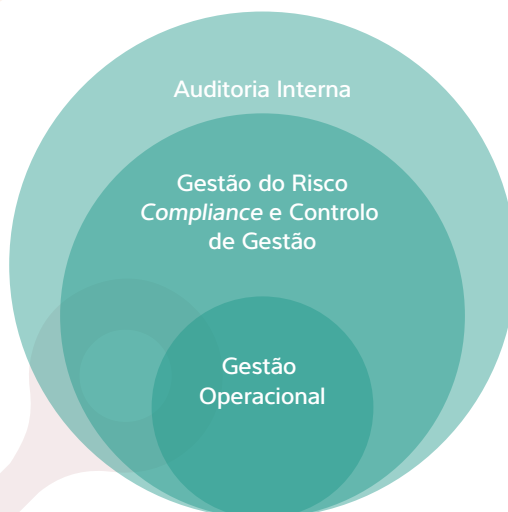 Auditoria Interna
Gestão do Risco
Compliance e Controlo
de Gestão
Gestão
Operacional